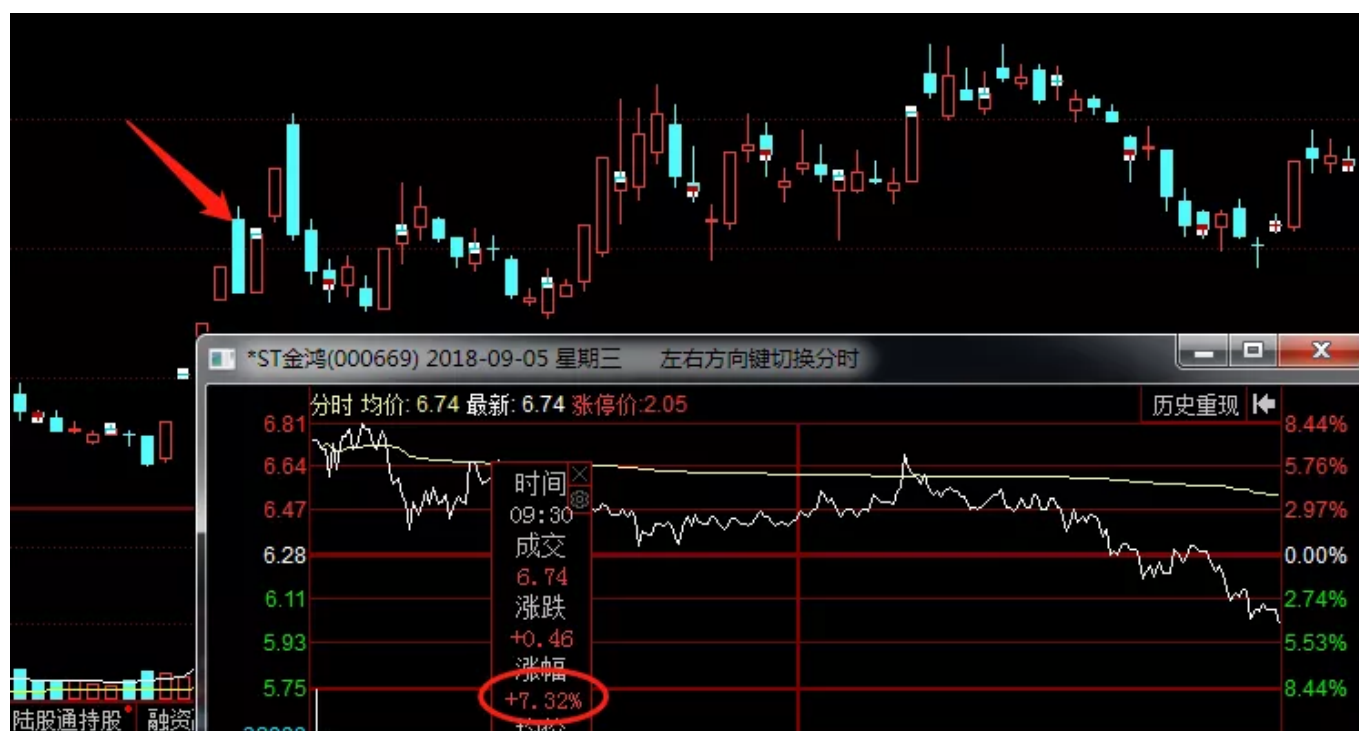 *ST金鸿(000669) 2018-09-05 星期三 左右方向键切换分时
分时 均价: 6.74 最新: 6.74 涨停价:2.05
历史重现
6.81
8.44%
6.64
5.76%
6.47
2.97%
6.28
0.00%
6.11
2.74%
5.93
5.53%
5.75
8.44%
时间
09:30
成交
6.74
涨跌
+0.46
涨幅
+7.32%
陆股通持股
融资